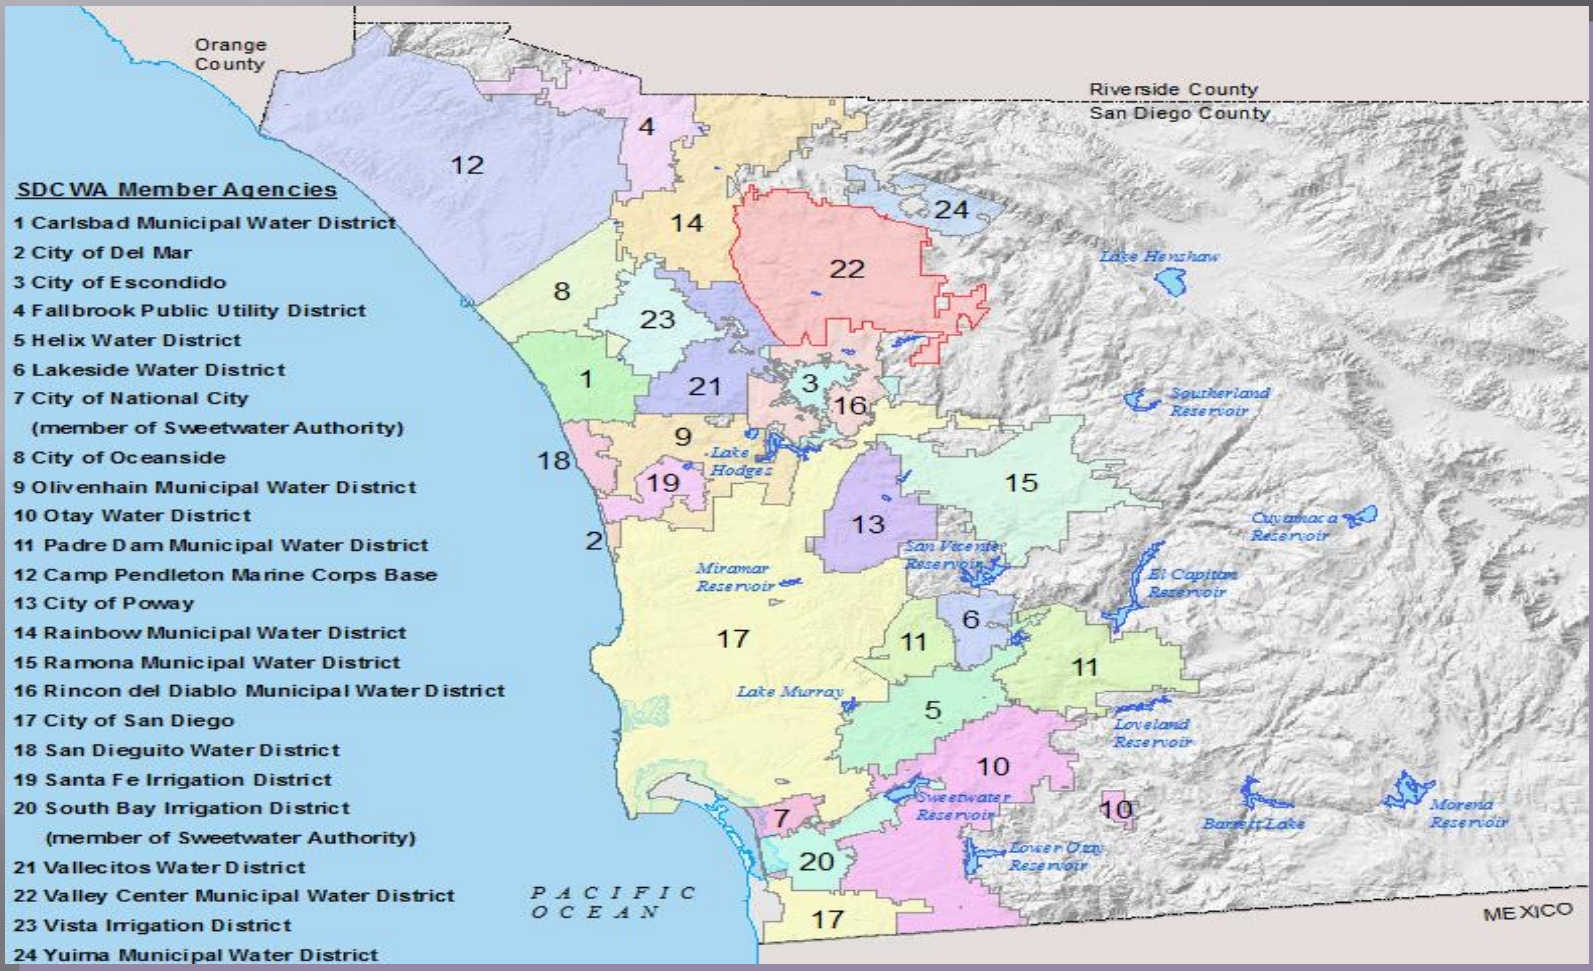 Orange
County
Riverside County
San Diego County
SDCWA Member Agencies
1 Carlsbad Municipal Water District
2 City of Del Mar
3 City of Escondido
4 Fallbrook Public Utility District
5 Helix Water District
6 Lakeside Water District
7 City of National City
(member of Sweetwater Authority)
8 City of Oceanside
9 Olivenhain Municipal Water District
10 Otay Water District
11 Padre Dam Municipal Water District
12 Camp Pendleton Marine Corps Base
13 City of Poway
14 Rainbow Municipal Water District
15 Ramona Municipal Water District
16 Rincon del Diablo Municipal Water District
17 City of San Diego
18 San Dieguito Water District
19 Santa Fe Irrigation District
20 South Bay Irrigation District
(member of Sweetwater Authority)
21 Vallecitos Water District
22 Valley Center Municipal Water District
23 Vista Irrigation District
24 Yuima Municipal Water District
4
12
14
24
22
Lake Henshaw
8
23
1
21
3
16
Southerland
Reservoir
9
18
Lake
Hodges
19
15
13
2
Cuyamaca
Reservoir
San Vicente
Reservoir
Miramar
Reservoir
El Capitan
Reservoir
17
11
6
11
Lake Murray
5
Loveland
Reservoir
10
Sweetwater
Reservoir
10
Barrett Lake
Morena
Reservoir
7
20
Lower Otay
Reservoir
17
PACIFIC
OCEAN
MEXICO